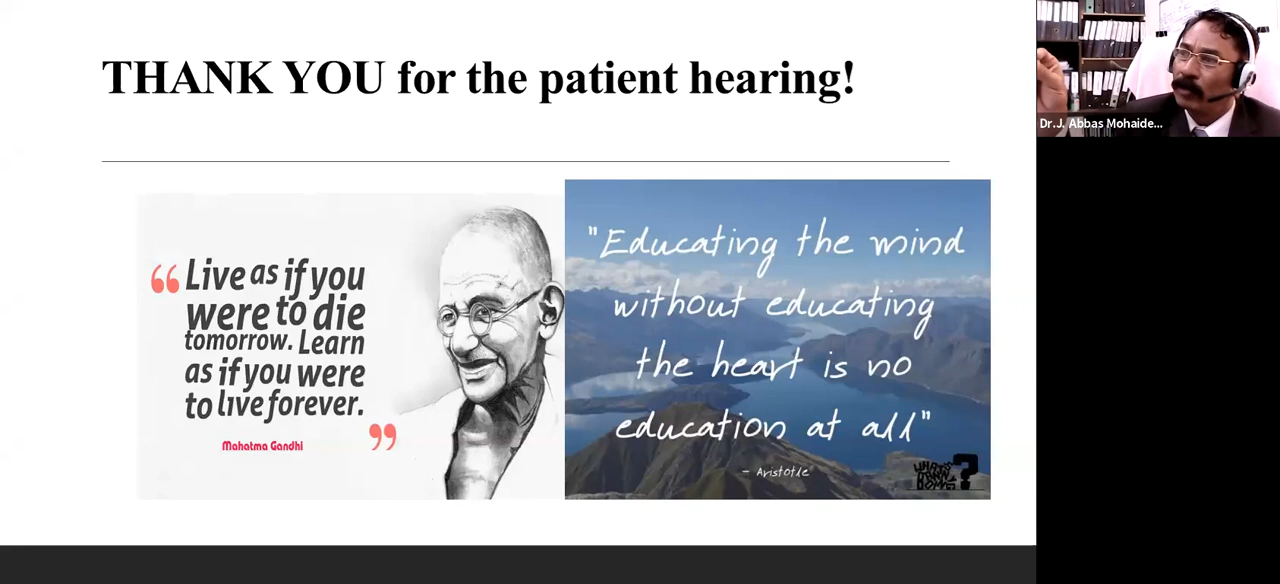 THANK YOU for the patient hearing!
Dr.J. Abbas Mohaide...
“ Live as if you
were to die
tomorrow. Learn
as if you were
to live forever.
Mahatma Gandhi ”
"Educating the mind
without educating
the heart is no
education at all"
- Aristotle